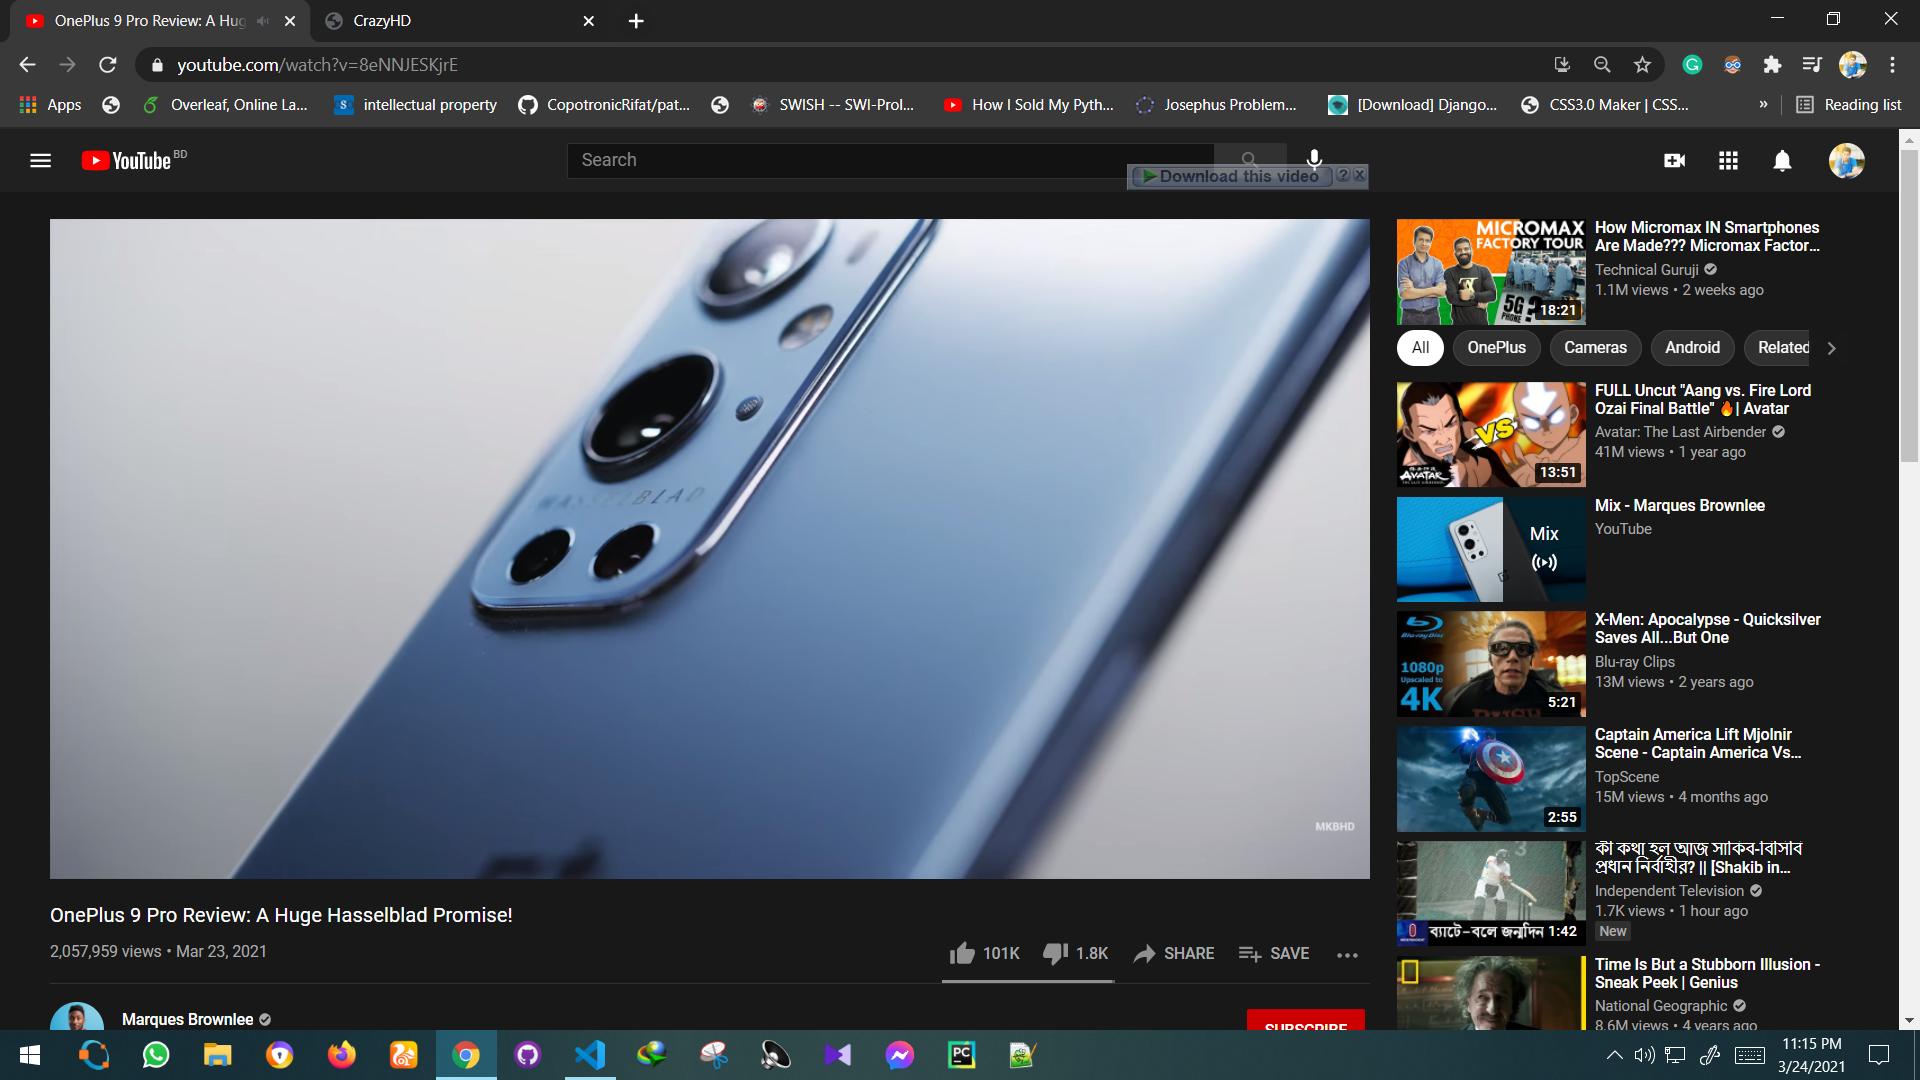 OnePlus 9 Pro Review: A Hug
CrazyHD
youtube.com/watch?v=8eNNJESKjrE
Apps
Overleaf, Online La...
intellectual property
CopotronicRifat/pat...
SWISH -- SWI-Prol...
How I Sold My Pyth...
Josephus Problem...
[Download] Django...
CSS3.0 Maker | CSS...
»
Reading list
YouTube BD
Search
Download this video
HASSELBLAD
MKBHD
OnePlus 9 Pro Review: A Huge Hasselblad Promise!
2,057,959 views • Mar 23, 2021
101K
1.8K
SHARE
SAVE
Marques Brownlee
SUBSCRIBE
MICROMAX
FACTORY TOUR
5G ?
PHONE
18:21
How Micromax IN Smartphones
Are Made??? Micromax Factor...
Technical Guruji
1.1M views • 2 weeks ago
All
OnePlus
Cameras
Android
Related
VS
AVATAR
13:51
FULL Uncut "Aang vs. Fire Lord
Ozai Final Battle" 🔥| Avatar
Avatar: The Last Airbender
41M views • 1 year ago
Mix
Mix - Marques Brownlee
YouTube
Blu-ray Disc
1080p
Upscaled to
4K
RUSH
5:21
X-Men: Apocalypse - Quicksilver
Saves All...But One
Blu-ray Clips
13M views • 2 years ago
2:55
Captain America Lift Mjolnir
Scene - Captain America Vs...
TopScene
15M views • 4 months ago
3
ব্যাটে-বলে জন্মদিন
1:42
কী কথা হল আজ সাকিব-বিসিবি
প্রধান নির্বাহীর? || [Shakib in...
Independent Television
1.7K views • 1 hour ago
New
Time Is But a Stubborn Illusion -
Sneak Peek | Genius
National Geographic
8.6M views • 4 years ago
PC
11:15 PM
3/24/2021